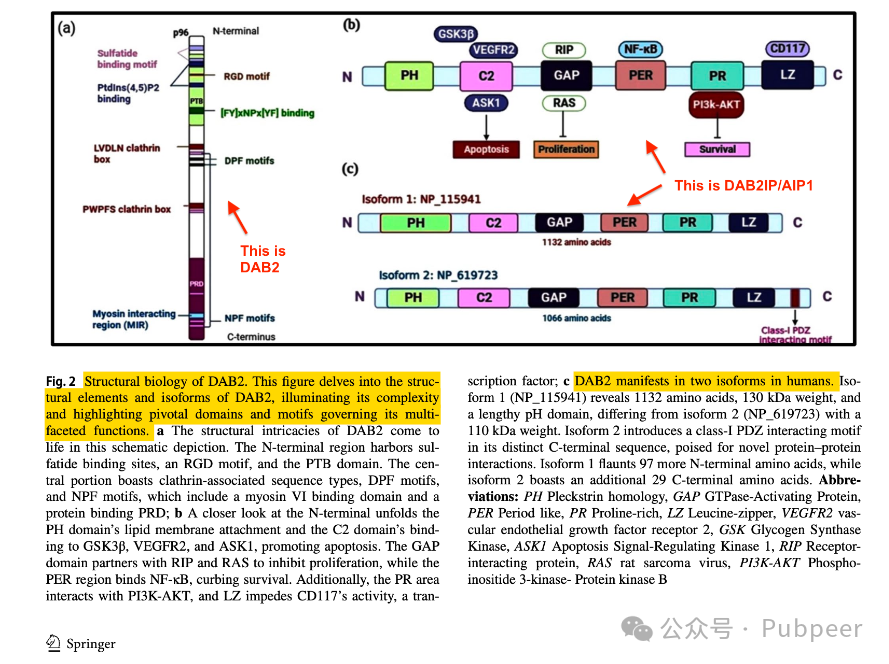 (a)
p96
N-terminal
Sulfatide
binding motif
PtdIns(4,5)P2
binding
RGD motif
PTB
[FY]xNPx[YF] binding
LVDLN clathrin
box
DPF motifs
PWPFS clathrin box
This is
DAB2
PRD
Myosin interacting
region (MIR)
NPF motifs
C-terminus
(b)
GSK3β
VEGFR2
RIP
NF-κB
CD117
N
PH
C2
GAP
PER
PR
LZ
C
ASK1
RAS
PI3k-AKT
Apoptosis
Proliferation
Survival
This is DAB2IP/AIP1
(c)
Isoform 1: NP_115941
N
PH
C2
GAP
PER
PR
LZ
C
1132 amino acids
Isoform 2: NP_619723
N
PH
C2
GAP
PER
PR
LZ
C
1066 amino acids
Class-I PDZ
interacting motif
Fig. 2 Structural biology of DAB2. This figure delves into the struc-
tural elements and isoforms of DAB2, illuminating its complexity
and highlighting pivotal domains and motifs governing its multi-
faceted functions. a The structural intricacies of DAB2 come to
life in this schematic depiction. The N-terminal region harbors sul-
fatide binding sites, an RGD motif, and the PTB domain. The cen-
tral portion boasts clathrin-associated sequence types, DPF motifs,
and NPF motifs, which include a myosin VI binding domain and a
protein binding PRD; b A closer look at the N-terminal unfolds the
PH domain's lipid membrane attachment and the C2 domain's bind-
ing to GSK3β, VEGFR2, and ASK1, promoting apoptosis. The GAP
domain partners with RIP and RAS to inhibit proliferation, while the
PER region binds NF-κB, curbing survival. Additionally, the PR area
interacts with PI3K-AKT, and LZ impedes CD117's activity, a tran-
scription factor; c DAB2 manifests in two isoforms in humans. Iso-
form 1 (NP_115941) reveals 1132 amino acids, 130 kDa weight, and
a lengthy pH domain, differing from isoform 2 (NP_619723) with a
110 kDa weight. Isoform 2 introduces a class-I PDZ interacting motif
in its distinct C-terminal sequence, poised for novel protein–protein
interactions. Isoform 1 flaunts 97 more N-terminal amino acids, while
isoform 2 boasts an additional 29 C-terminal amino acids. Abbre-
viations: PH Pleckstrin homology, GAP GTPase-Activating Protein,
PER Period like, PR Proline-rich, LZ Leucine-zipper, VEGFR2 vas-
cular endothelial growth factor receptor 2, GSK Glycogen Synthase
Kinase, ASK1 Apoptosis Signal-Regulating Kinase 1, RIP Receptor-
interacting protein, RAS rat sarcoma virus, PI3K-AKT Phospho-
inositide 3-kinase- Protein kinase B
Springer
公众号 · Pubpeer